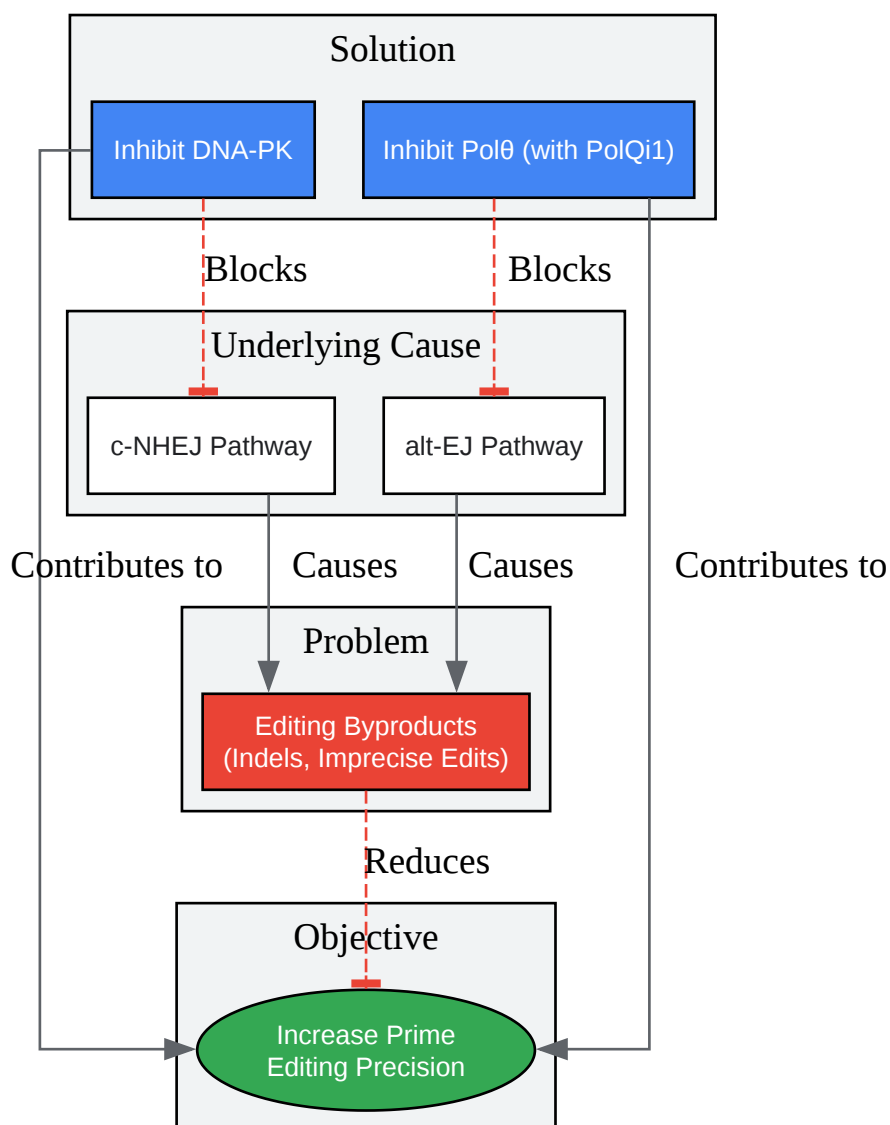 Solution
Inhibit DNA-PK
Inhibit Polθ (with PolQi1)
Blocks
Blocks
Underlying Cause
c-NHEJ Pathway
alt-EJ Pathway
Contributes to
Causes
Causes
Contributes to
Problem
Editing Byproducts
(Indels, Imprecise Edits)
Reduces
Objective
Increase Prime
Editing Precision